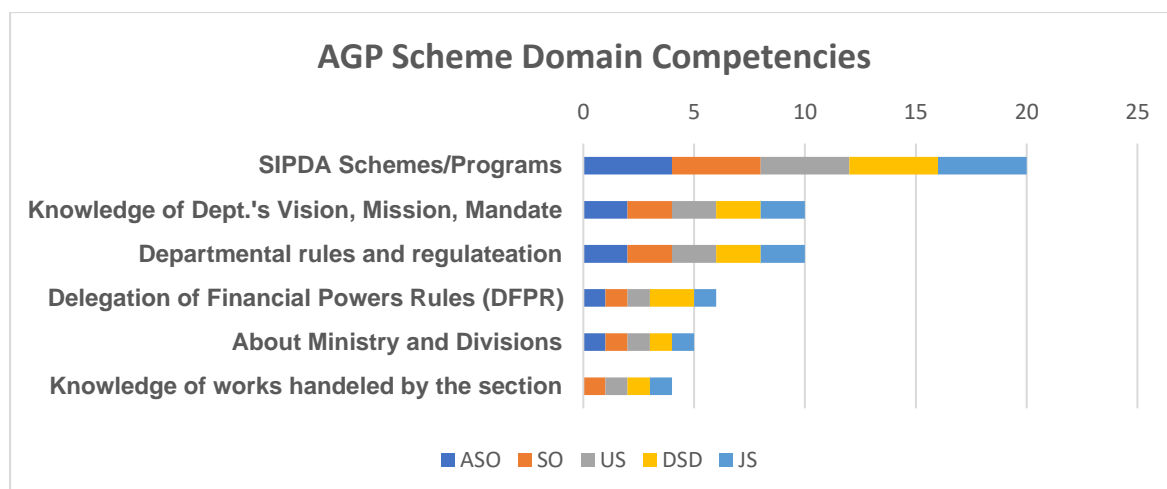 AGP Scheme Domain Competencies
0 5 10 15 20 25
SIPDA Schemes/Programs
Knowledge of Dept.'s Vision, Mission, Mandate
Departmental rules and regulateation
Delegation of Financial Powers Rules (DFPR)
About Ministry and Divisions
Knowledge of works handeled by the section
ASO SO US DSD JS